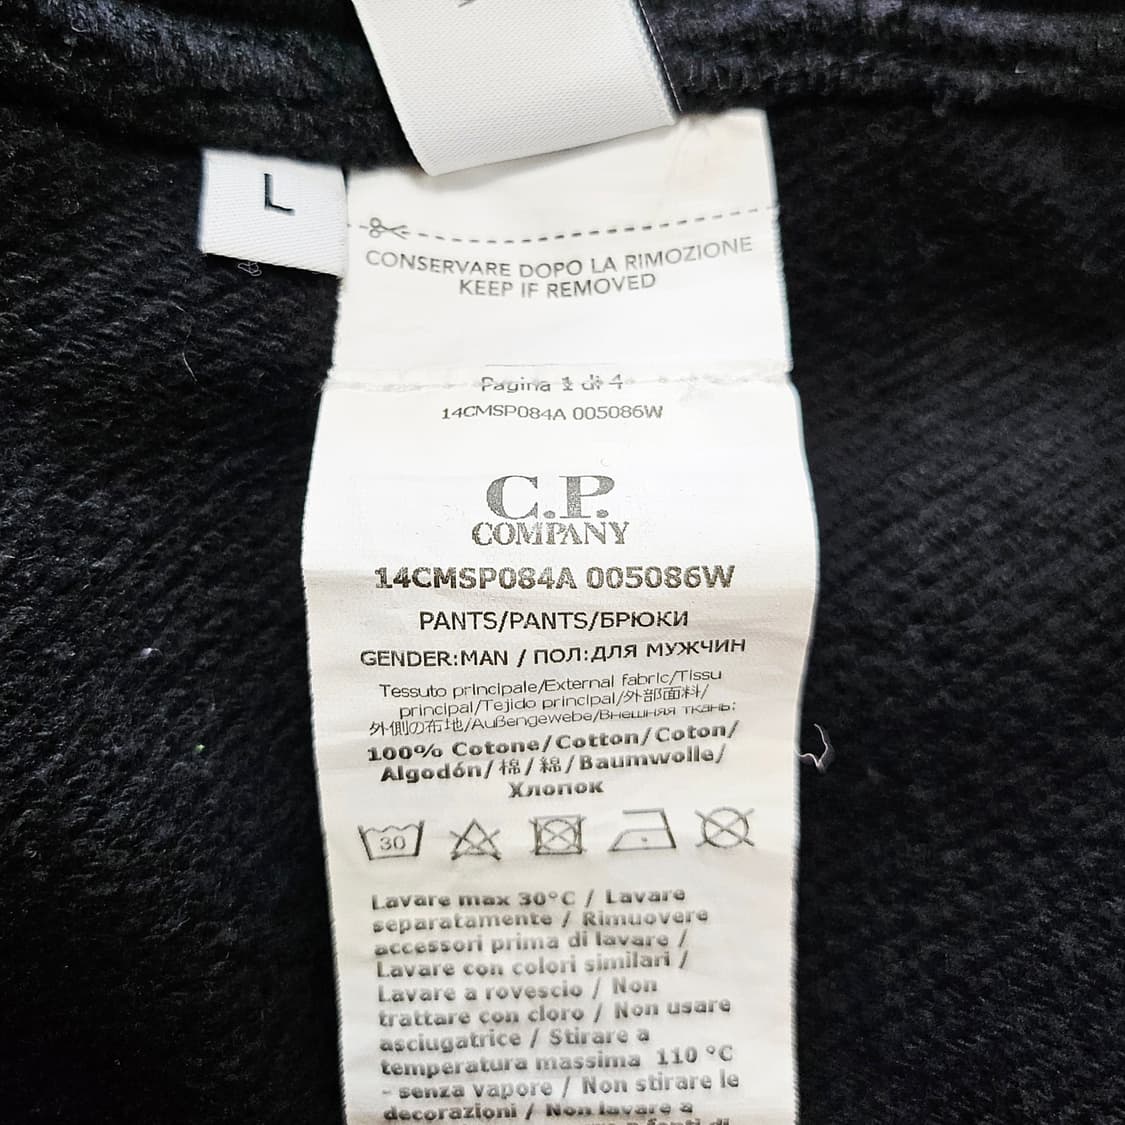 L
CONSERVARE DOPO LA RIMOZIONE
KEEP IF REMOVED
Pagina 1 di 4
14CMSP084A 005086W
C.P.
COMPANY
14CMSP084A 005086W
PANTS/PANTS/БРЮКИ
GENDER:MAN / ПОЛ:ДЛЯ МУЖЧИН
Tessuto principale/External fabric/Tissu
principal/Tejido principal/外部面料/
外側の布地/Außengewebe/Внешняя ткань:
100% Cotone/Cotton/Coton/
Algodón/棉/綿/Baumwolle/
Хлопок
30
Lavare max 30°C / Lavare
separatamente / Rimuovere
accessori prima di lavare /
Lavare con colori similari /
Lavare a rovescio / Non
trattare con cloro / Non usare
asciugatrice / Stirare a
temperatura massima 110 °C
- senza vapore / Non stirare le
decorazioni / Non lavare a